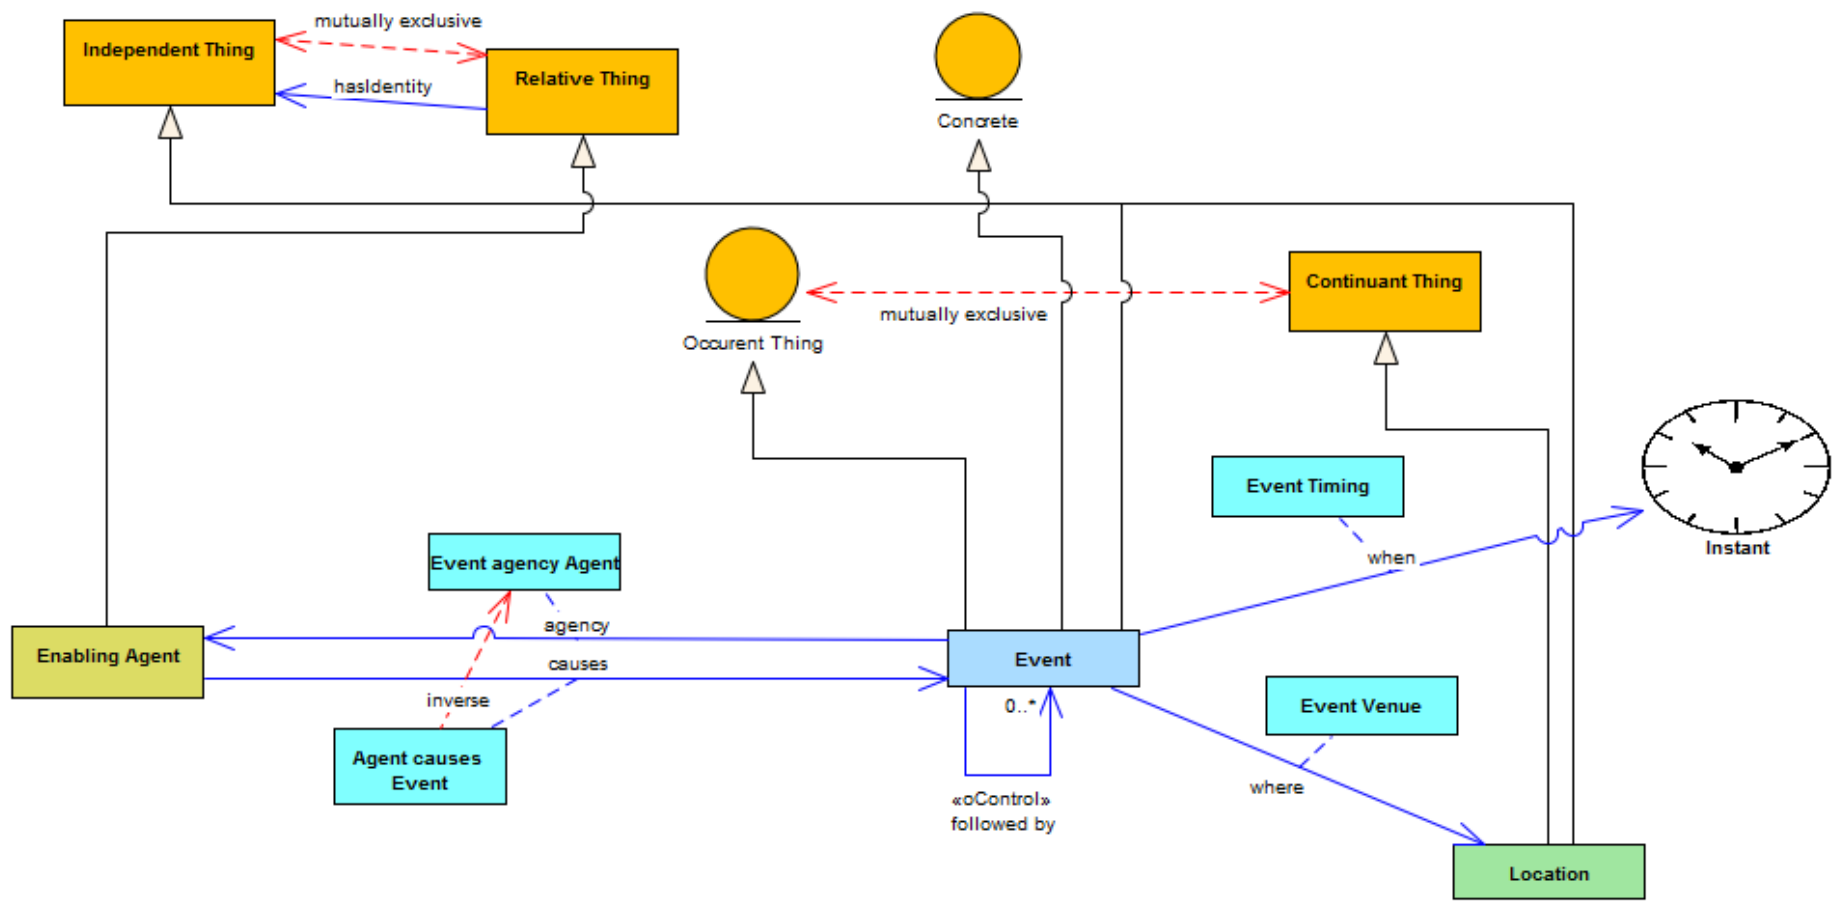 mutually exclusive
Independent Thing
Relative Thing
hasIdentity
Concrete
Continuant Thing
mutually exclusive
Occurent Thing
Event Timing
when
Instant
Event agency Agent
agency
Enabling Agent
Event
causes
inverse
0..*
Event Venue
Agent causes
Event
where
«oControl»
followed by
Location